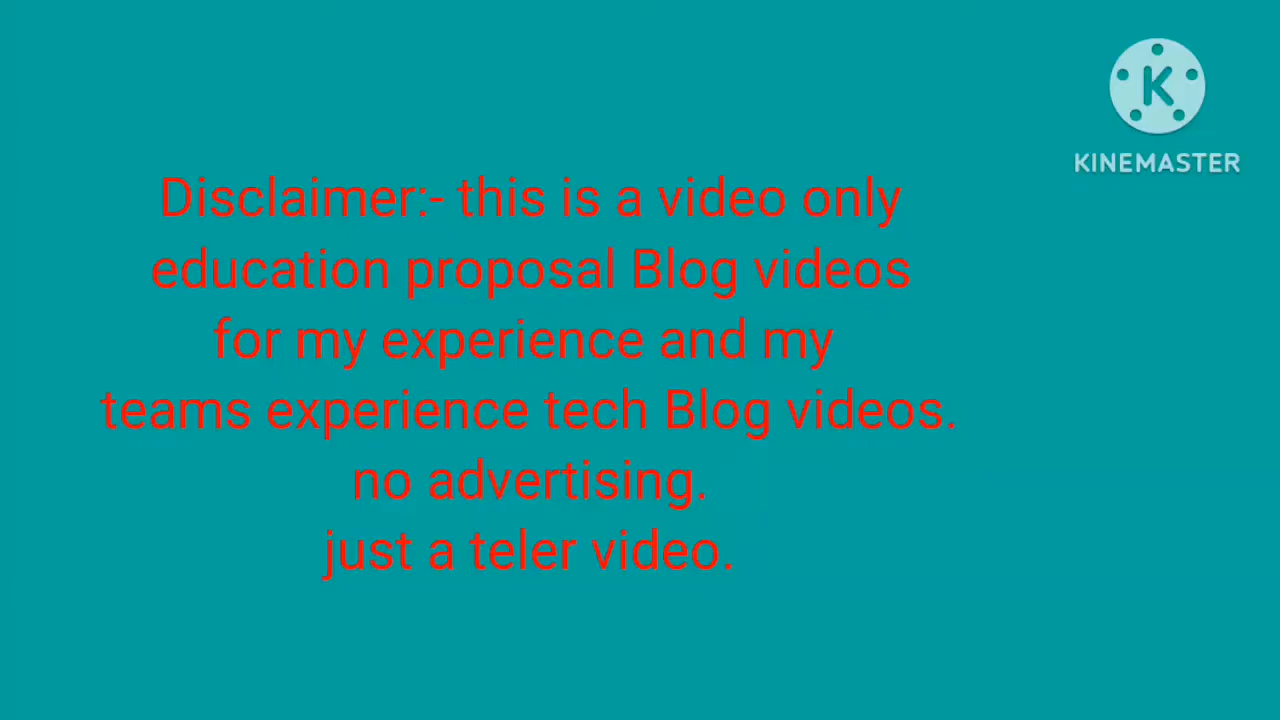 K
KINEMASTER
Disclaimer:- this is a video only
education proposal Blog videos
for my experience and my
teams experience tech Blog videos.
no advertising.
just a teler video.